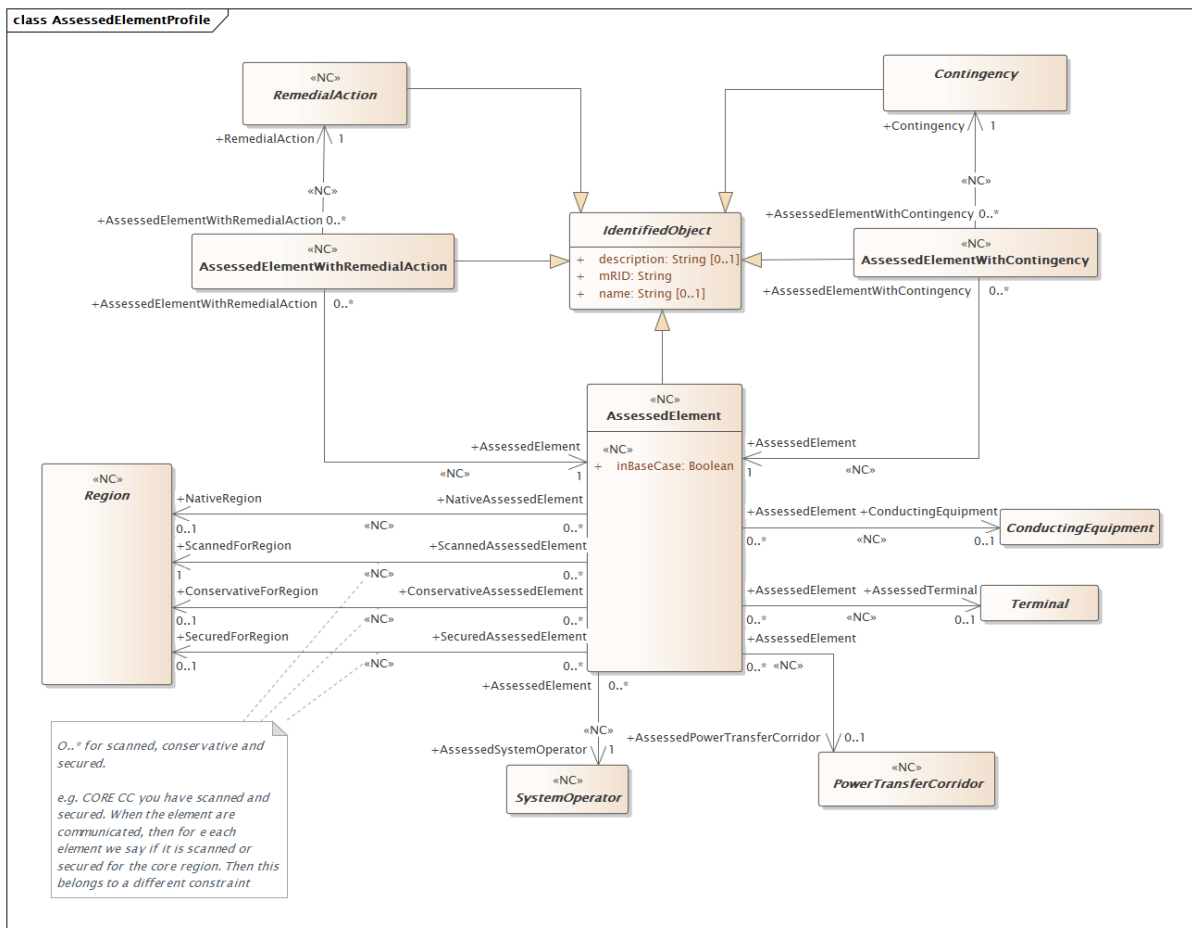 class AssessedElementProfile
«NC»
RemedialAction
Contingency
+RemedialAction
1
+Contingency
1
«NC»
«NC»
+AssessedElementWithRemedialAction
0..*
+AssessedElementWithContingency
0..*
IdentifiedObject
+ description: String [0..1]
+ mRID: String
+ name: String [0..1]
«NC»
AssessedElementWithRemedialAction
«NC»
AssessedElementWithContingency
+AssessedElementWithRemedialAction
0..*
+AssessedElementWithContingency
0..*
«NC»
AssessedElement
«NC»
+ inBaseCase: Boolean
+AssessedElement
«NC»
1
+AssessedElement
1
«NC»
«NC»
Region
+NativeRegion
0..1
«NC»
+NativeAssessedElement
0..*
+ScannedForRegion
1
«NC»
+ScannedAssessedElement
0..*
+ConservativeForRegion
0..1
«NC»
+ConservativeAssessedElement
0..*
+SecuredForRegion
0..1
«NC»
+SecuredAssessedElement
0..*
+AssessedElement
0..*
«NC»
+ConductingEquipment
0..1
ConductingEquipment
+AssessedElement
0..*
«NC»
+AssessedTerminal
0..1
Terminal
+AssessedElement
0..*
«NC»
+AssessedPowerTransferCorridor
0..1
«NC»
PowerTransferCorridor
+AssessedElement
0..*
«NC»
+AssessedSystemOperator
1
«NC»
SystemOperator
O..* for scanned, conservative and
secured.
e.g. CORE CC you have scanned and
secured. When the element are
communicated, then for e each
element we say if it is scanned or
secured for the core region. Then this
belongs to a different constraint